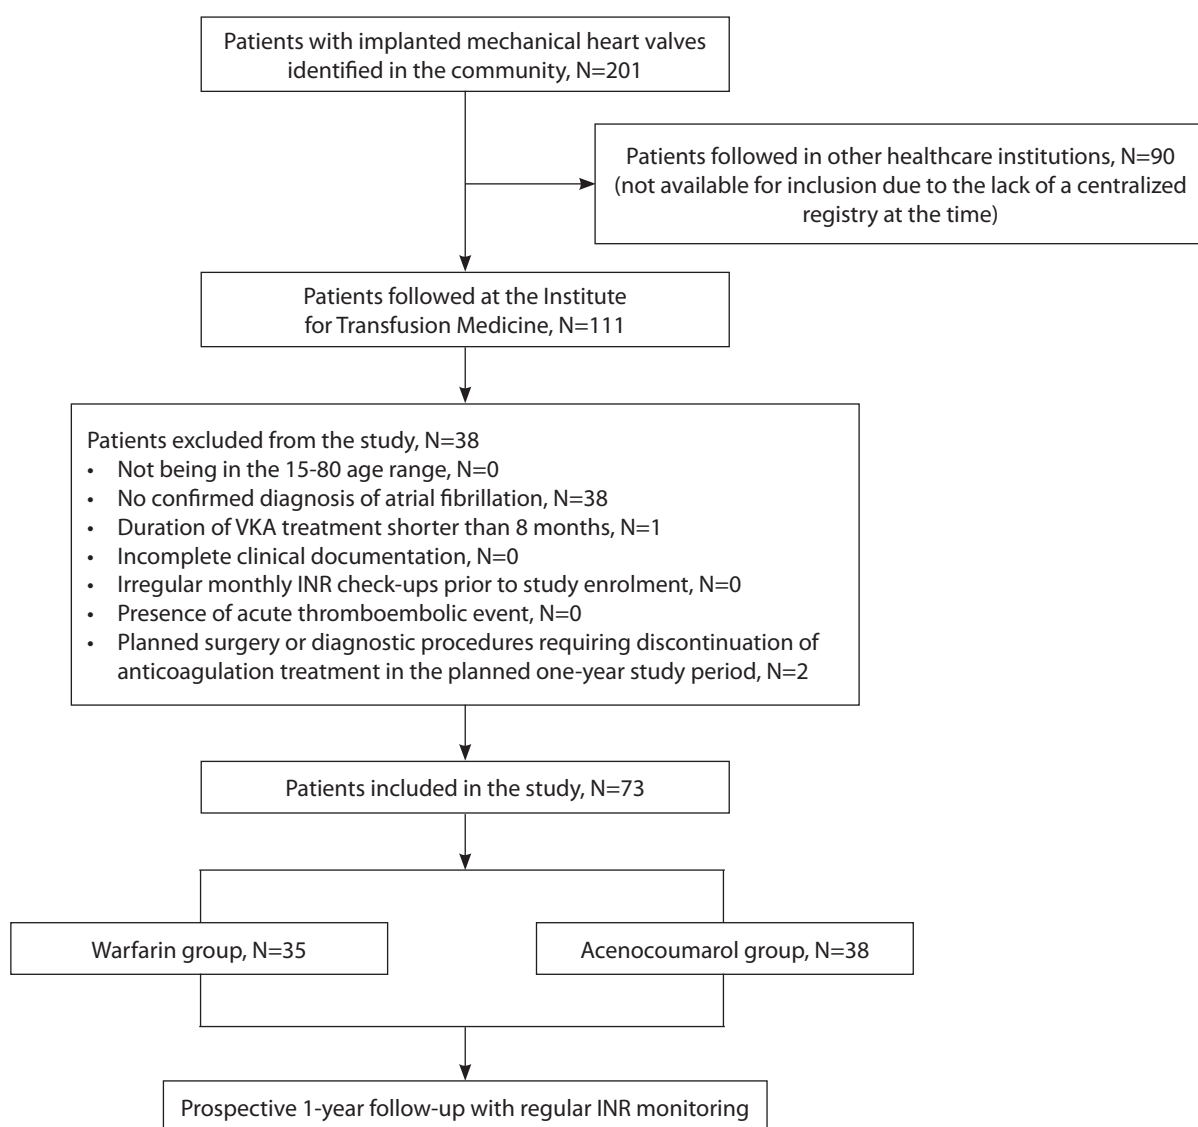 Patients with implanted mechanical heart valves
identified in the community, N=201
Patients followed in other healthcare institutions, N=90
(not available for inclusion due to the lack of a centralized
registry at the time)
Patients followed at the Institute
for Transfusion Medicine, N=111
Patients excluded from the study, N=38
• Not being in the 15-80 age range, N=0
• No confirmed diagnosis of atrial fibrillation, N=38
• Duration of VKA treatment shorter than 8 months, N=1
• Incomplete clinical documentation, N=0
• Irregular monthly INR check-ups prior to study enrolment, N=0
• Presence of acute thromboembolic event, N=0
• Planned surgery or diagnostic procedures requiring discontinuation of
anticoagulation treatment in the planned one-year study period, N=2
Patients included in the study, N=73
Warfarin group, N=35
Acenocoumarol group, N=38
Prospective 1-year follow-up with regular INR monitoring